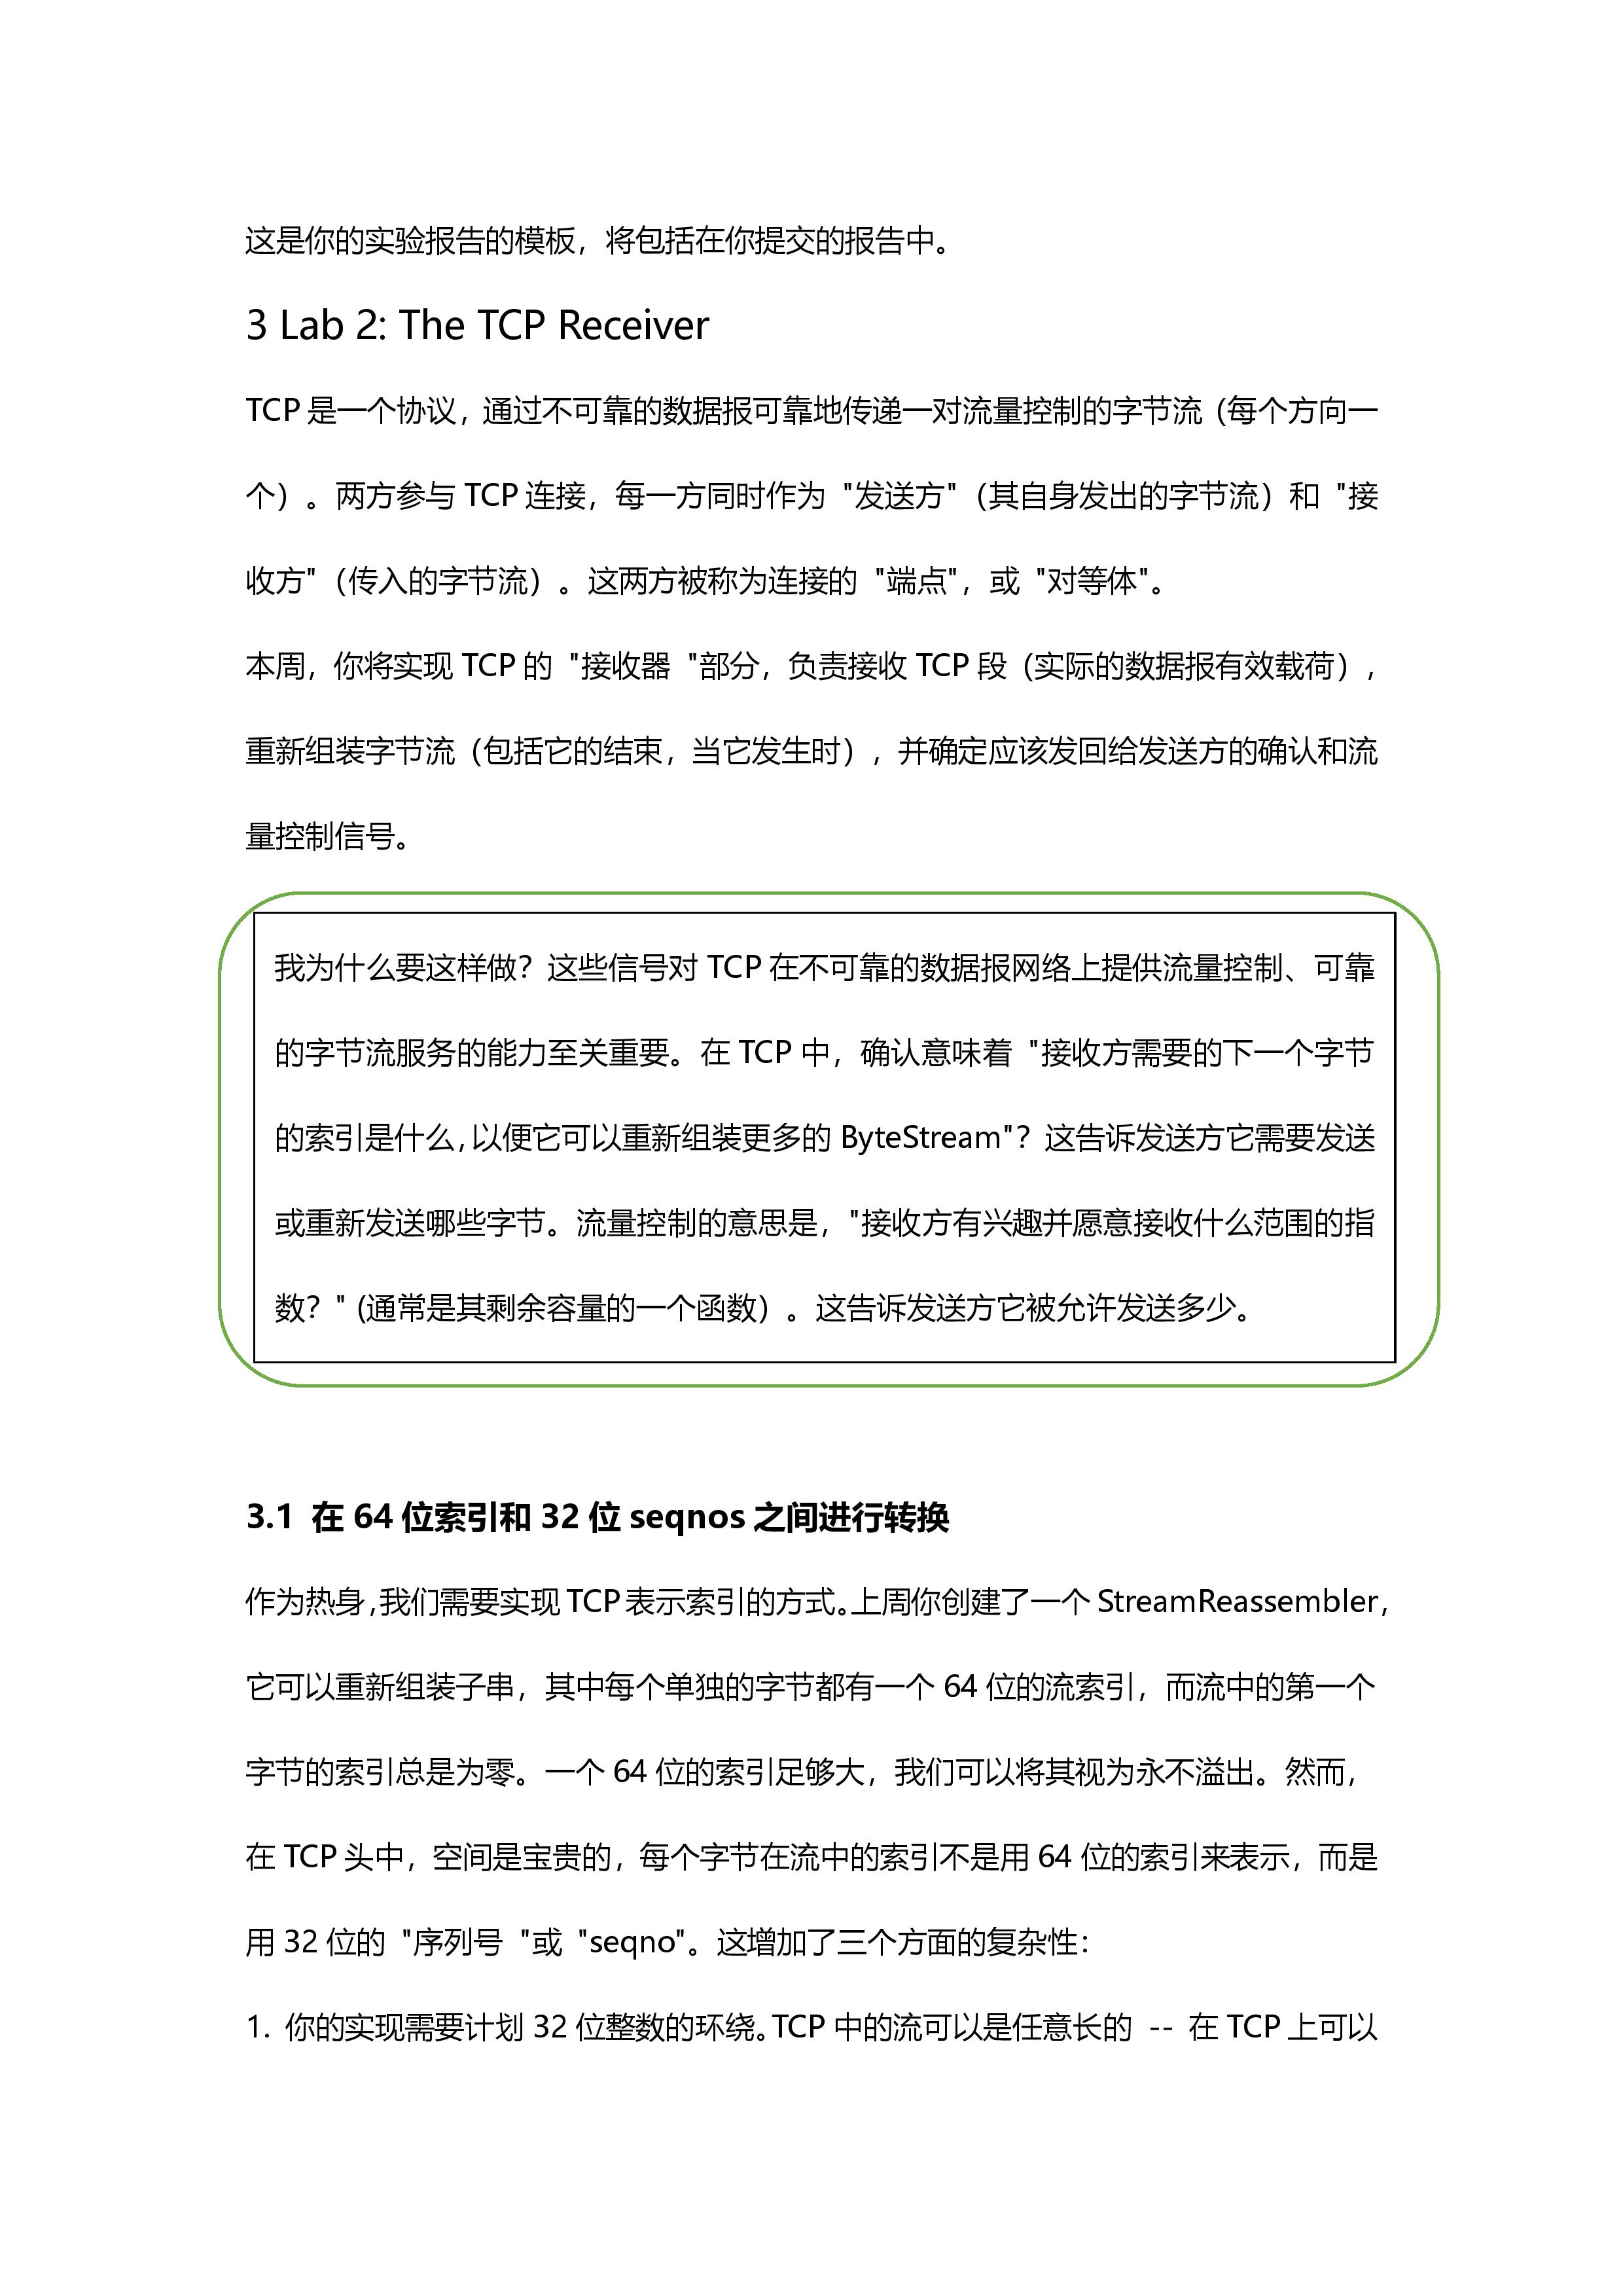 这是你的实验报告的模板，将包括在你提交的报告中。
3 Lab 2: The TCP Receiver
TCP 是一个协议，通过不可靠的数据报可靠地传递一对流量控制的字节流（每个方向一
个）。两方参与 TCP 连接，每一方同时作为 "发送方"（其自身发出的字节流）和 "接
收方"（传入的字节流）。这两方被称为连接的 "端点"，或 "对等体"。
本周，你将实现 TCP 的 "接收器 "部分，负责接收 TCP 段（实际的数据报有效载荷），
重新组装字节流（包括它的结束，当它发生时），并确定应该发回给发送方的确认和流
量控制信号。
我为什么要这样做？这些信号对 TCP 在不可靠的数据报网络上提供流量控制、可靠
的字节流服务的能力至关重要。在 TCP 中，确认意味着 "接收方需要的下一个字节
的索引是什么，以便它可以重新组装更多的 ByteStream"？这告诉发送方它需要发送
或重新发送哪些字节。流量控制的意思是，"接收方有兴趣并愿意接收什么范围的指
数？" (通常是其剩余容量的一个函数）。这告诉发送方它被允许发送多少。
3.1 在 64 位索引和 32 位 seqnos 之间进行转换
作为热身，我们需要实现 TCP 表示索引的方式。上周你创建了一个 StreamReassembler，
它可以重新组装子串，其中每个单独的字节都有一个 64 位的流索引，而流中的第一个
字节的索引总是为零。一个 64 位的索引足够大，我们可以将其视为永不溢出。然而，
在 TCP 头中，空间是宝贵的，每个字节在流中的索引不是用 64 位的索引来表示，而是
用 32 位的 "序列号 "或 "seqno"。这增加了三个方面的复杂性：
1. 你的实现需要计划 32 位整数的环绕。TCP 中的流可以是任意长的 -- 在 TCP 上可以